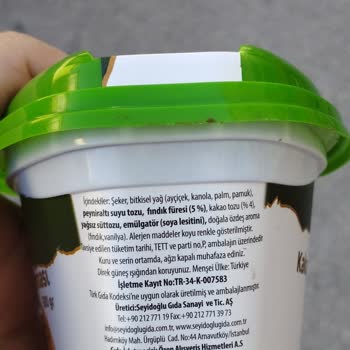 İçindekiler: Şeker, bitkisel yağ (ayçiçek, kanola, palm, pamuk),
peyniraltı suyu tozu, fındık füresi (5 %), kakao tozu (% 4),
yağsız süttozu, emülgatör (soya lesitini), doğala özdeş aroma
(fındık,vanilya). Alerjen maddeler koyu renkte gösterilmiştir.
edilen tüketim tarihi, TETT ve parti no,P, ambalajın üzerindedir
Kuru ve serin ortamda, ağzı kapalı muhafaza ediniz.
Direk güneş ışığından koruyunuz. Menşei Ülke: Türkiye
İşletme Kayıt No:TR-34-K-007583
Türk Gıda Kodeksi'ne uygun olarak üretilmiş ve ambalajlanmıştır.
Üretici:Seyidoğlu Gıda Sanayi ve Tic. AŞ
Tel:+90 212 771 19 Fax:+90 212 771 39 73
info@seyidoglugida.com.tr, www.seyidoglugida.com.tr
Hadımköy Mah. Ürgüplü Cad. No:44 Arnavutköy/İstanbul
Özen Alışveriş Hizmetleri A.S